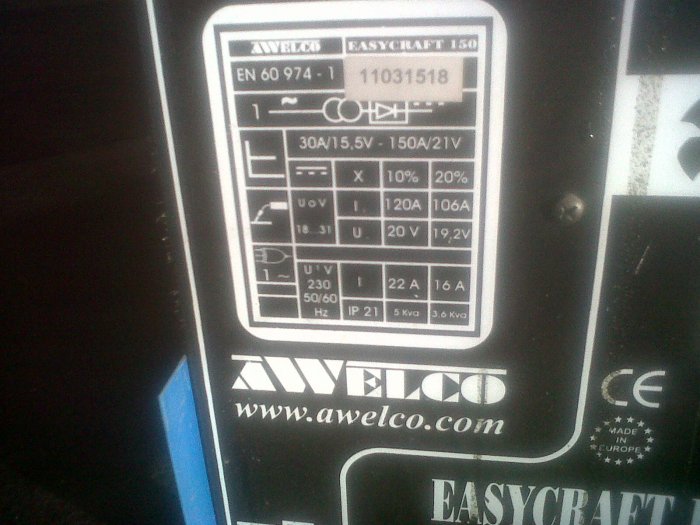 AWELCO EASYCRAFT 150
EN 60 974 - 1 11031518
1 ~
30A/15,5V - 150A/21V
X 10% 20%
U o V I 120A 106A
18...31 U 20 V 19,2V
1 ~ U 1 V I 22 A 16 A
230
50/60
Hz IP 21 5 Kva 3,6 Kva
AWELCO
www.awelco.com
CE
MADE
IN
EUROPE
EASYCRAFT